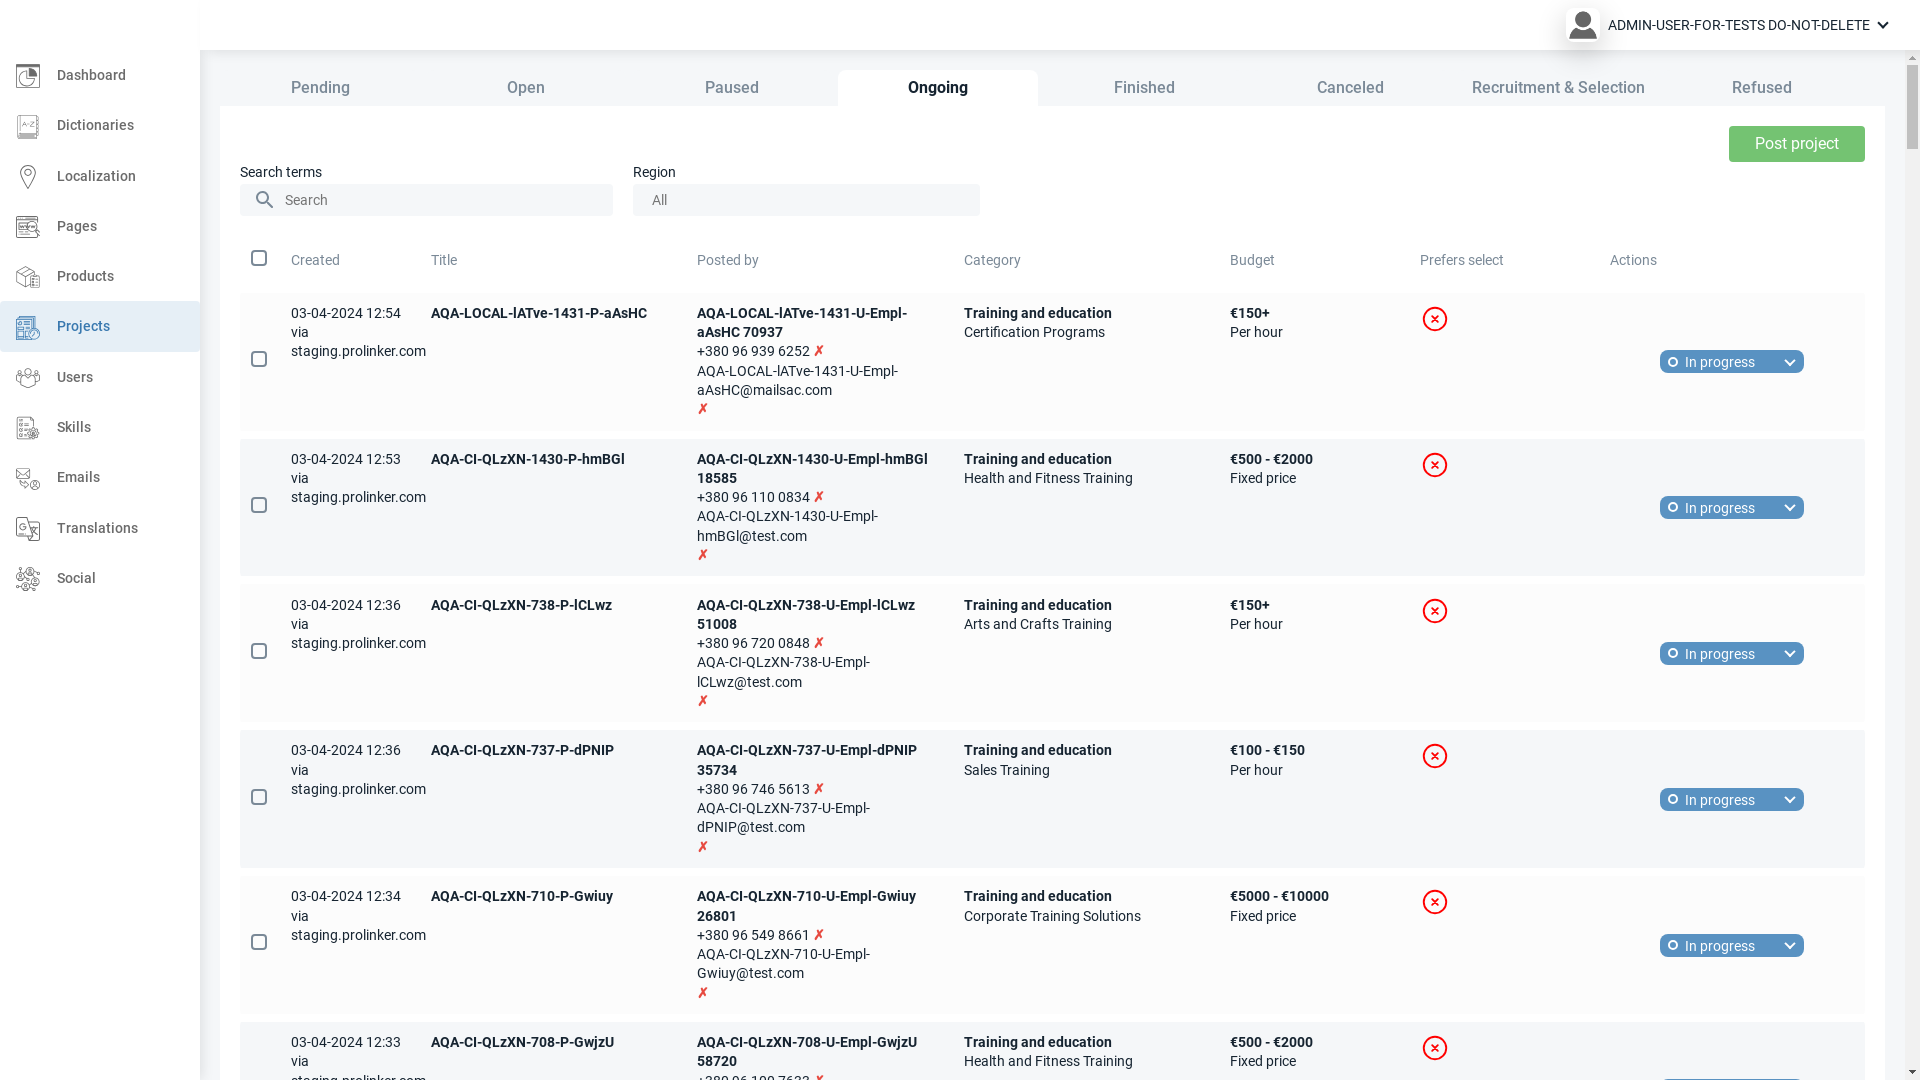 ADMIN-USER-FOR-TESTS DO-NOT-DELETE
Dashboard
Dictionaries
Localization
Pages
Products
Projects
Users
Skills
Emails
Translations
Social
Pending Open Paused Ongoing Finished Canceled Recruitment & Selection Refused
Post project
Search terms Region
Search All
Created Title Posted by Category Budget Prefers select Actions
03-04-2024 12:54 AQA-LOCAL-lATve-1431-P-aAsHC AQA-LOCAL-lATve-1431-U-Empl- Training and education €150+
via aAsHC 70937 Certification Programs Per hour
staging.prolinker.com +380 96 939 6252 ✗
In progress
AQA-LOCAL-lATve-1431-U-Empl-
aAsHC@mailsac.com
✗
03-04-2024 12:53 AQA-CI-QLzXN-1430-P-hmBGl AQA-CI-QLzXN-1430-U-Empl-hmBGl Training and education €500 - €2000
via 18585 Health and Fitness Training Fixed price
staging.prolinker.com +380 96 110 0834 ✗
In progress
AQA-CI-QLzXN-1430-U-Empl-
hmBGl@test.com
✗
03-04-2024 12:36 AQA-CI-QLzXN-738-P-lCLwz AQA-CI-QLzXN-738-U-Empl-lCLwz Training and education €150+
via 51008 Arts and Crafts Training Per hour
staging.prolinker.com +380 96 720 0848 ✗
In progress
AQA-CI-QLzXN-738-U-Empl-
lCLwz@test.com
✗
03-04-2024 12:36 AQA-CI-QLzXN-737-P-dPNIP AQA-CI-QLzXN-737-U-Empl-dPNIP Training and education €100 - €150
via 35734 Sales Training Per hour
staging.prolinker.com +380 96 746 5613 ✗
In progress
AQA-CI-QLzXN-737-U-Empl-
dPNIP@test.com
✗
03-04-2024 12:34 AQA-CI-QLzXN-710-P-Gwiuy AQA-CI-QLzXN-710-U-Empl-Gwiuy Training and education €5000 - €10000
via 26801 Corporate Training Solutions Fixed price
staging.prolinker.com +380 96 549 8661 ✗
In progress
AQA-CI-QLzXN-710-U-Empl-
Gwiuy@test.com
✗
03-04-2024 12:33 AQA-CI-QLzXN-708-P-GwjzU AQA-CI-QLzXN-708-U-Empl-GwjzU Training and education €500 - €2000
via 58720 Health and Fitness Training Fixed price
staging.prolinker.com